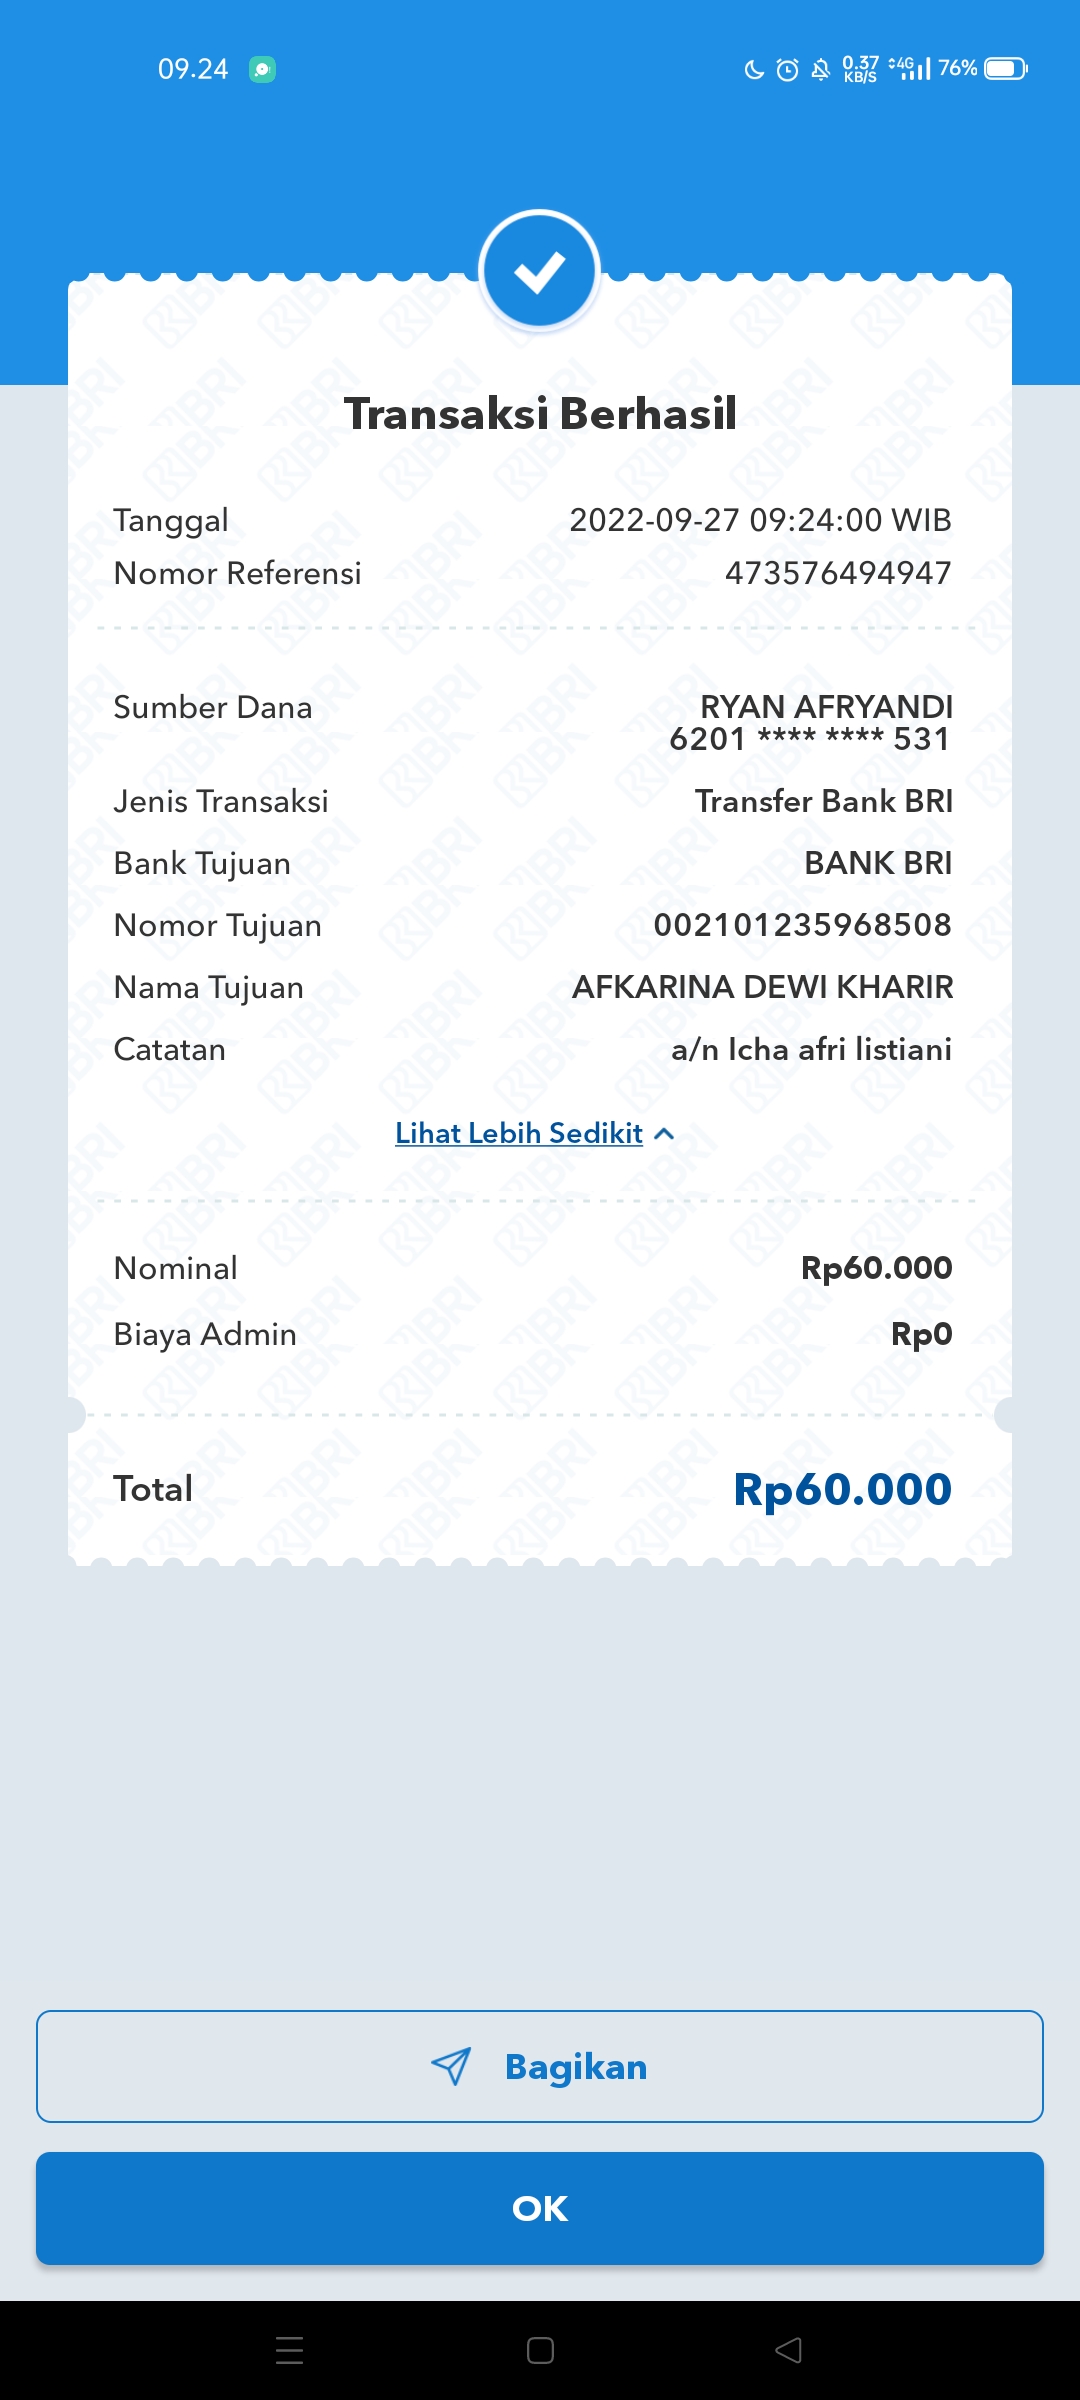 09.24 0.37 KB/S 4G 76%
Transaksi Berhasil
Tanggal 2022-09-27 09:24:00 WIB
Nomor Referensi 473576494947
Sumber Dana RYAN AFRYANDI
6201 **** **** 531
Jenis Transaksi Transfer Bank BRI
Bank Tujuan BANK BRI
Nomor Tujuan 002101235968508
Nama Tujuan AFKARINA DEWI KHARIR
Catatan a/n Icha afri listiani
Lihat Lebih Sedikit
Nominal Rp60.000
Biaya Admin Rp0
Total Rp60.000
Bagikan
OK